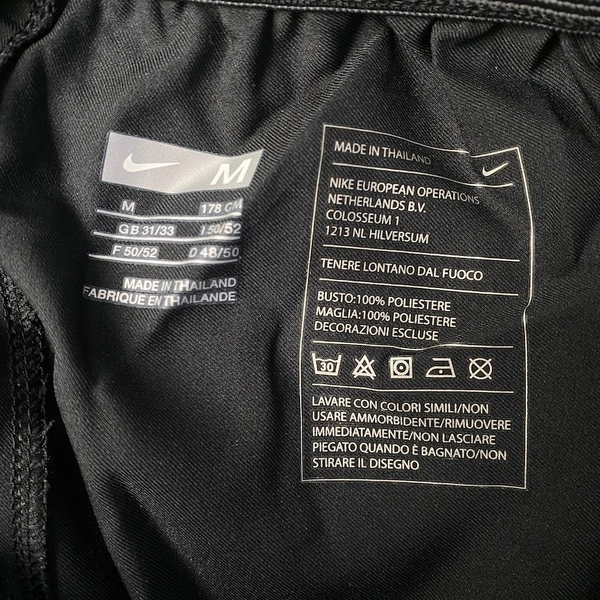 M
M 178 CM
GB 31/33 I 50/52
F 50/52 D 48/50
MADE IN THAILAND
FABRIQUE EN THAILANDE
MADE IN THAILAND
NIKE EUROPEAN OPERATIONS
NETHERLANDS B.V.
COLOSSEUM 1
1213 NL HILVERSUM
TENERE LONTANO DAL FUOCO
BUSTO:100% POLIESTERE
MAGLIA:100% POLIESTERE
DECORAZIONI ESCLUSE
30
LAVARE CON COLORI SIMILI/NON
USARE AMMORBIDENTE/RIMUOVERE
IMMEDIATAMENTE/NON LASCIARE
PIEGATO QUANDO È BAGNATO/NON
STIRARE IL DISEGNO